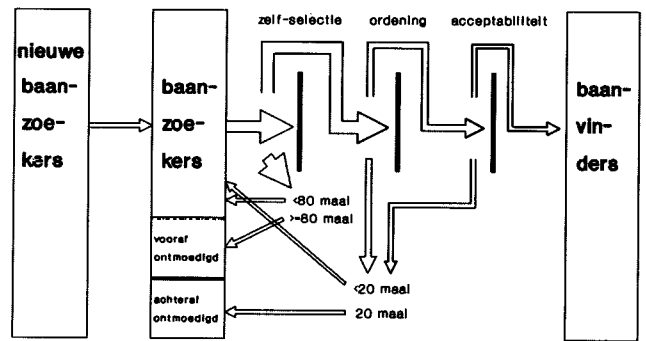 zelf-selectie ordening acceptabiliteit
nieuwe
baan-
zoe-
kers
baan-
zoe-
kers
baan-
vin-
ders
<80 maal
>-80 maal
vooraf
ontmoedigd
<20 maal
achteraf
ontmoedigd
20 maal